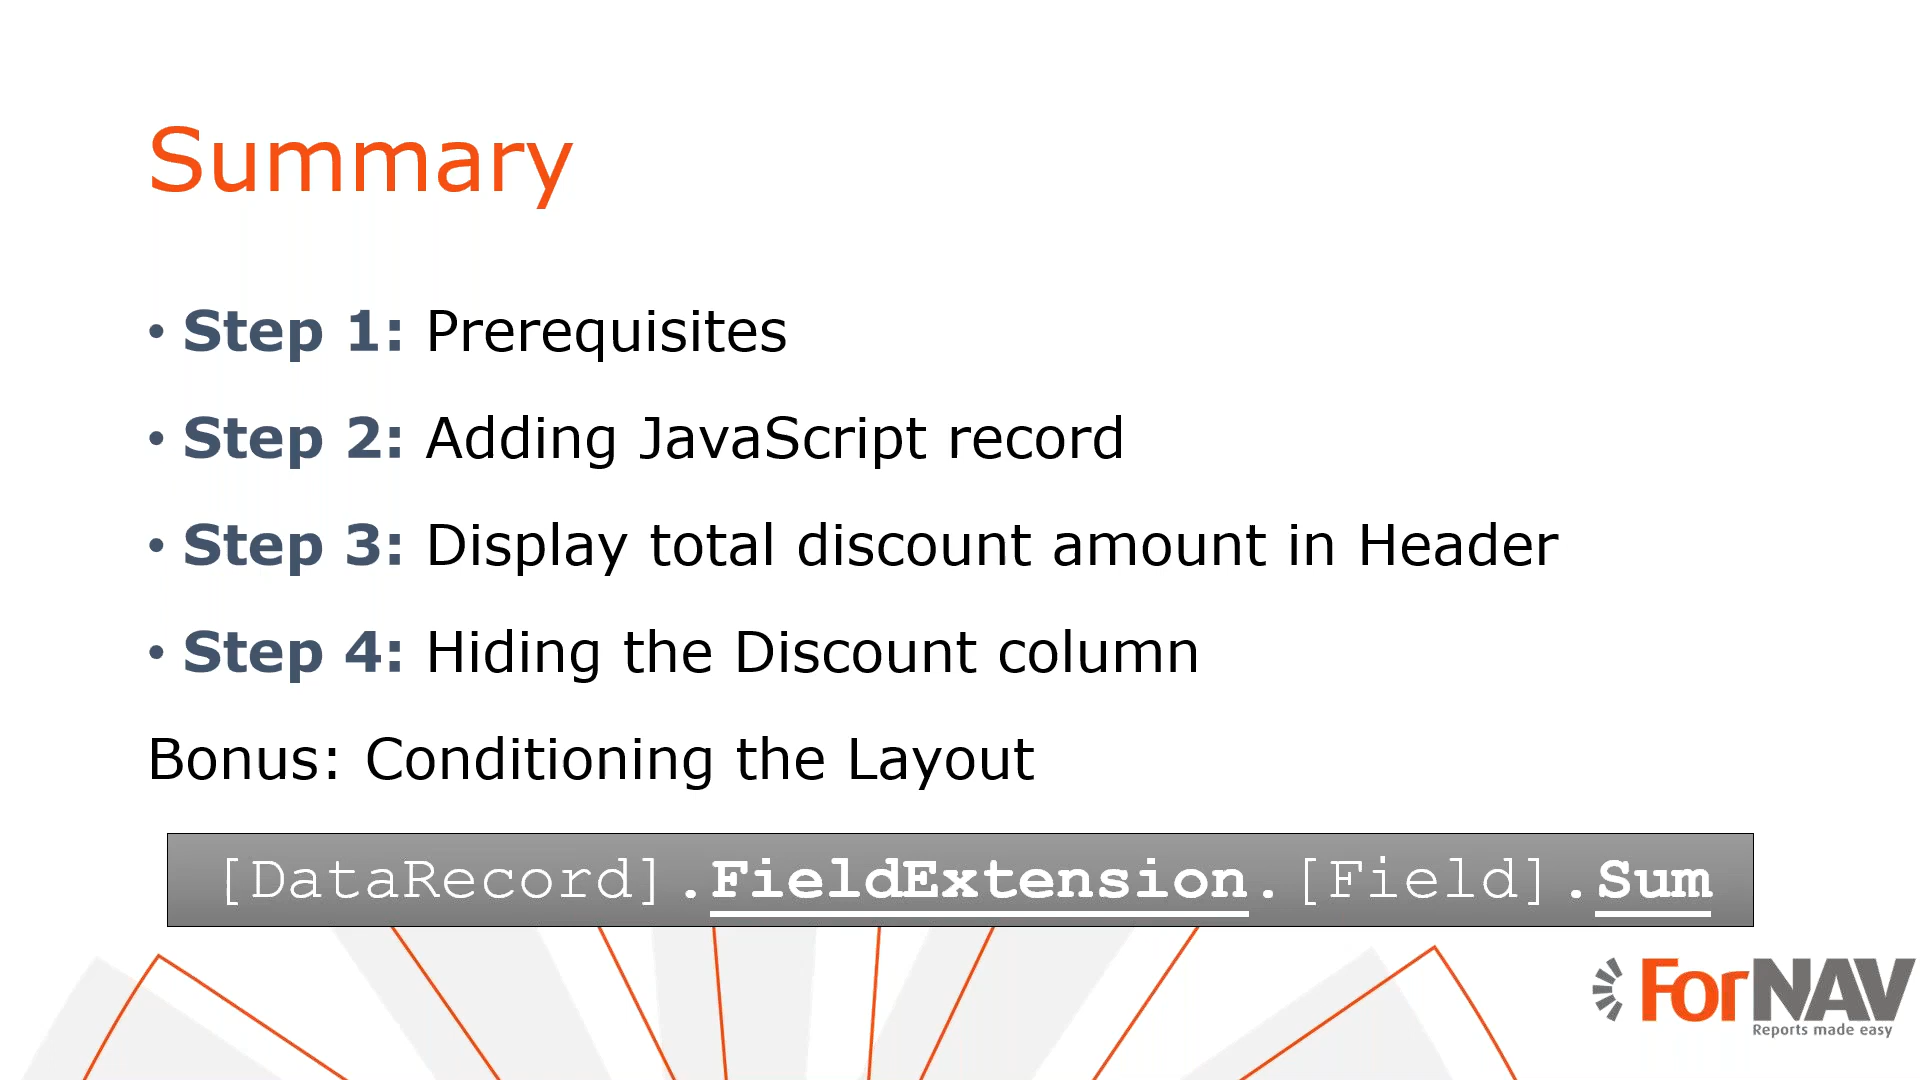 Summary
• Step 1: Prerequisites
• Step 2: Adding JavaScript record
• Step 3: Display total discount amount in Header
• Step 4: Hiding the Discount column
Bonus: Conditioning the Layout
[DataRecord].FieldExtension.[Field].Sum
ForNAV
Reports made easy